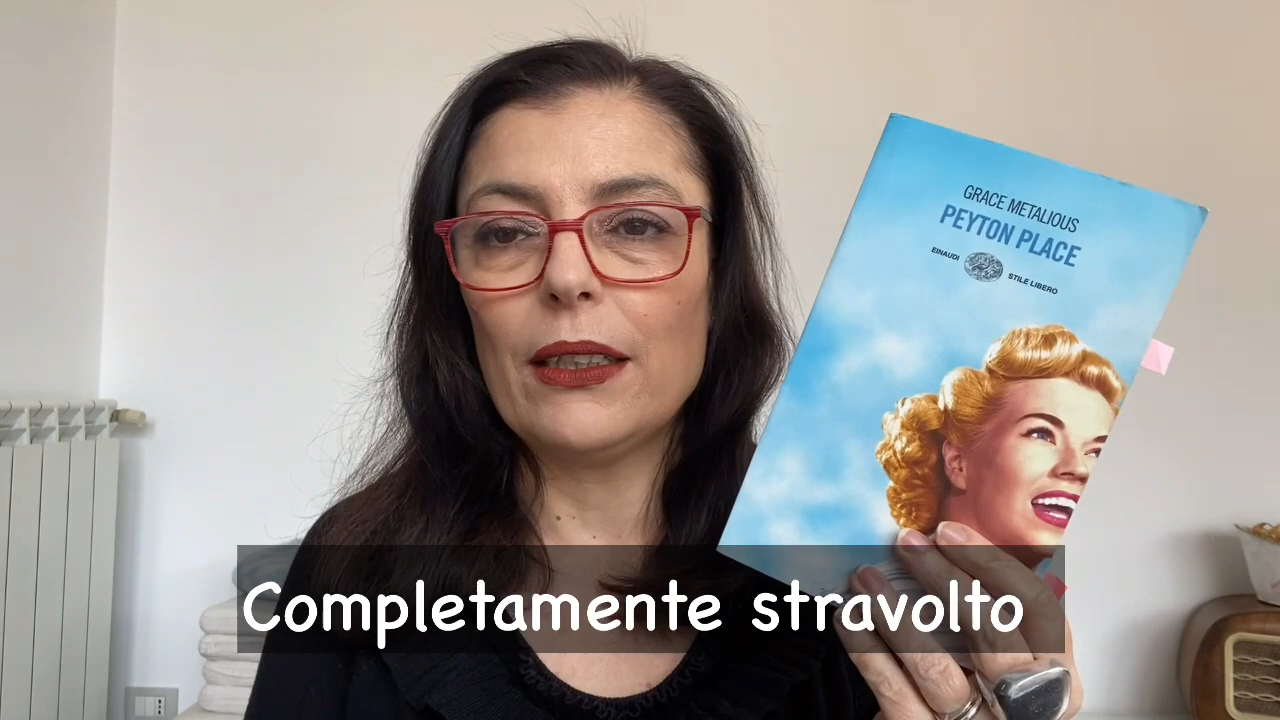 GRACE METALIOUS
PEYTON PLACE
EINAUDI STILE LIBERO
Completamente stravolto